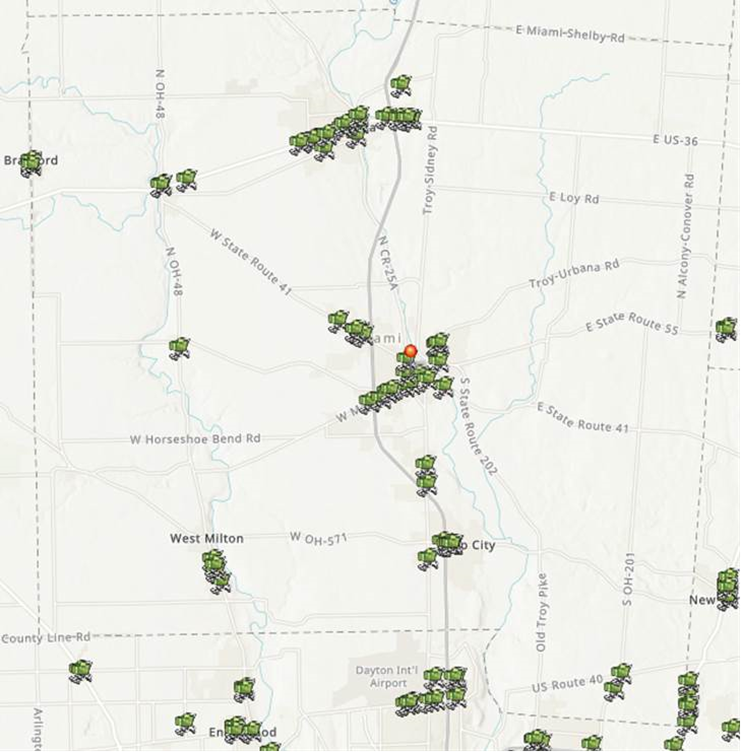 E Miami-Shelby Rd
N OH-48
E US-36
Troy-Sidney Rd
E Loy Rd
N Alcony-Conover Rd
W State Route 41
N OH-48
N CR-25A
Troy-Urbana Rd
E State Route 55
S State Route 202
E State Route 41
W Horseshoe Bend Rd
West Milton
W OH-571
City
Old Troy Pike
S OH-201
New
County Line Rd
Dayton Int'l
Airport
US Route 40